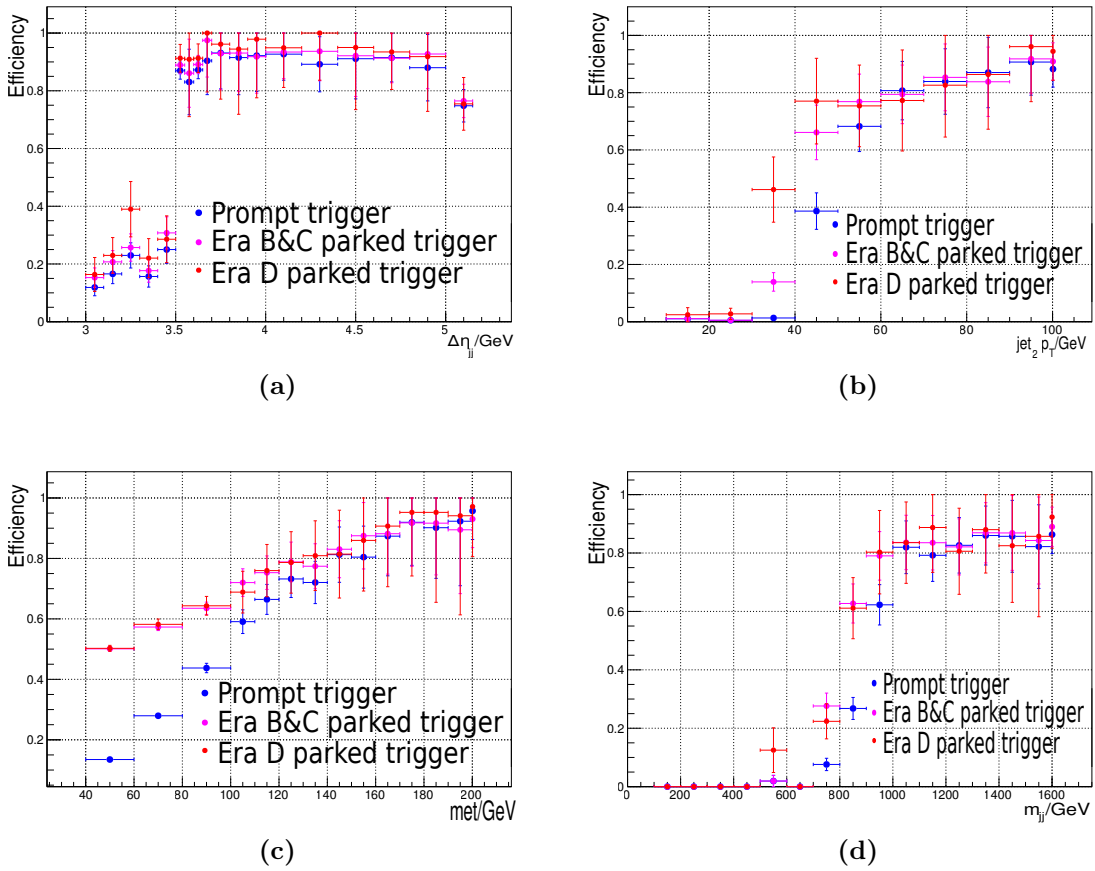 Efficiency
1
0.8
0.6
0.4
0.2
0
Prompt trigger
Era B&C parked trigger
Era D parked trigger
3 3.5 4 4.5 5
Δη_jj/GeV
(a)
Efficiency
1
0.8
0.6
0.4
0.2
0
Prompt trigger
Era B&C parked trigger
Era D parked trigger
20 40 60 80 100
jet_2 p_T/GeV
(b)
Efficiency
1
0.8
0.6
0.4
0.2
Prompt trigger
Era B&C parked trigger
Era D parked trigger
40 60 80 100 120 140 160 180 200
met/GeV
(c)
Efficiency
1
0.8
0.6
0.4
0.2
0
Prompt trigger
Era B&C parked trigger
Era D parked trigger
0 200 400 600 800 1000 1200 1400 1600
m_jj/GeV
(d)